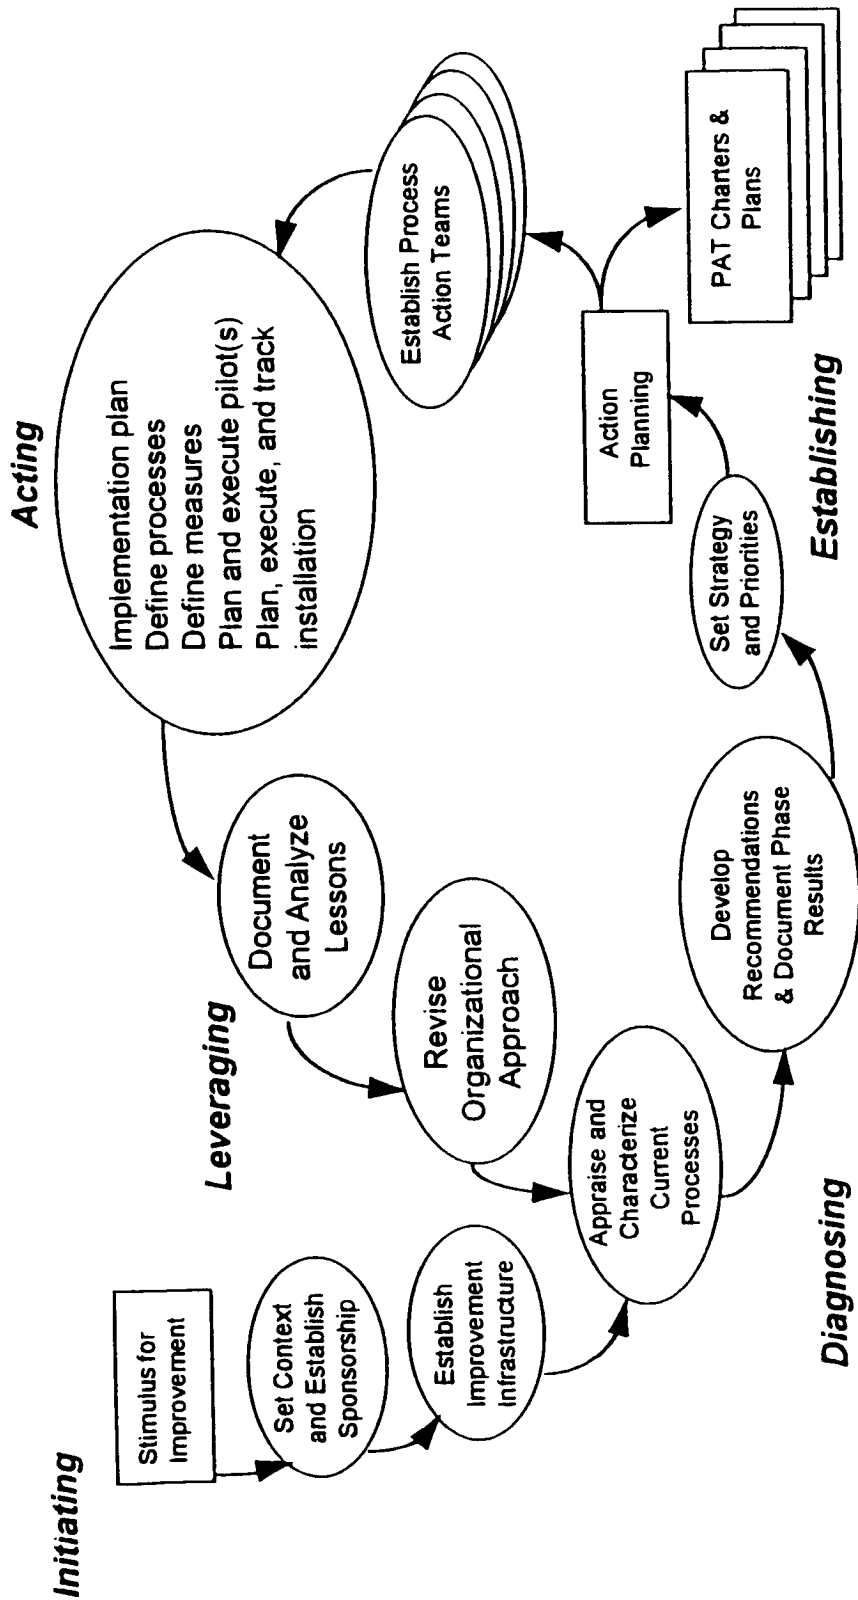 Initiating
Stimulus for
Improvement
Set Context
and Establish
Sponsorship
Establish
Improvement
Infrastructure
Appraise and
Characterize
Current
Processes
Diagnosing
Develop
Recommendations
& Document Phase
Results
Set Strategy
and Priorities
Establishing
Action
Planning
PAT Charters &
Plans
Establish Process
Action Teams
Acting
Implementation plan
Define processes
Define measures
Plan and execute pilot(s)
Plan, execute, and track
installation
Leveraging
Document
and Analyze
Lessons
Revise
Organizational
Approach